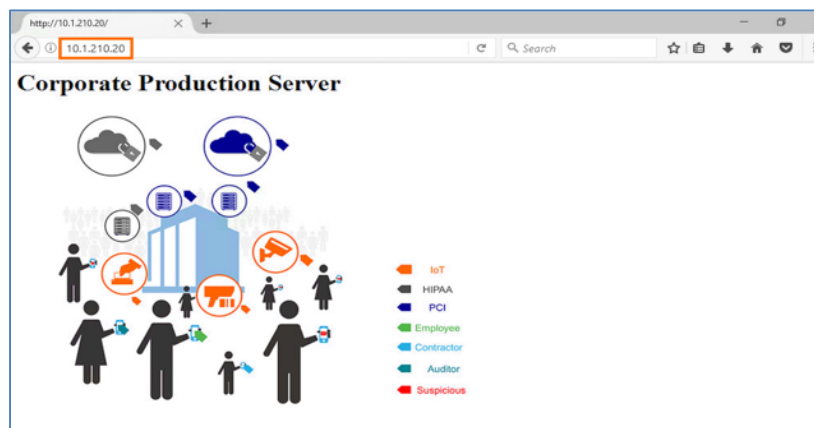 http://10.1.210.20/
10.1.210.20
Search
Corporate Production Server
IoT
HIPAA
PCI
Employee
Contractor
Auditor
Suspicious